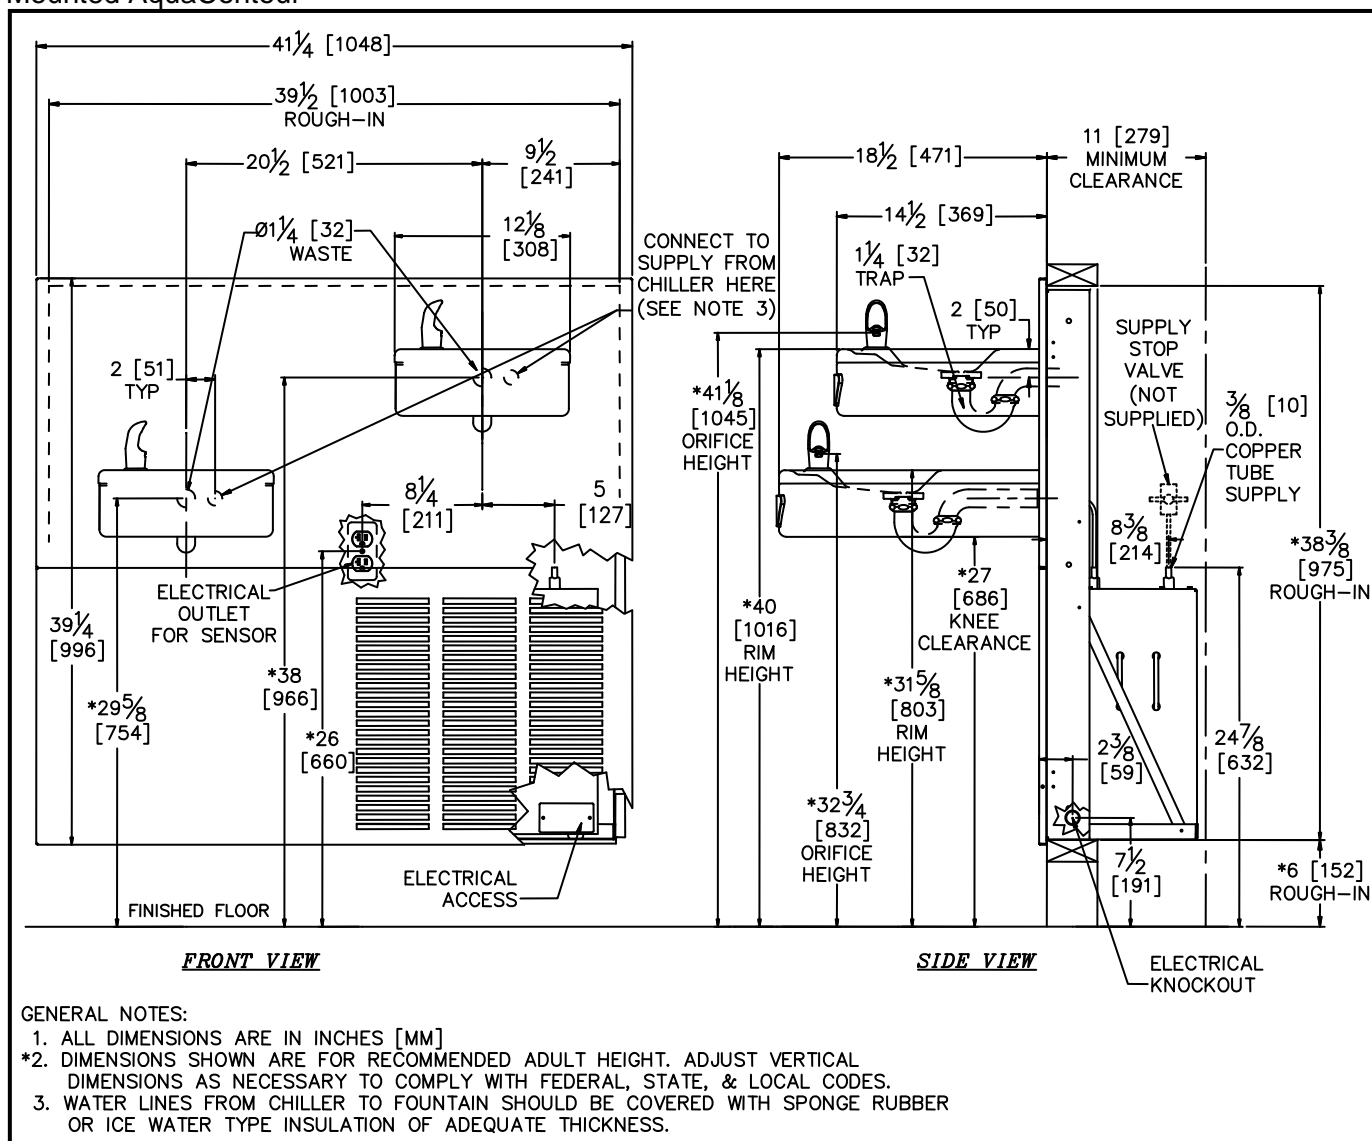 41¼ [1048]
39½ [1003]
ROUGH-IN
20½ [521]
9½
[241]
Ø1¼ [32]
WASTE
12⅛
[308]
CONNECT TO
SUPPLY FROM
CHILLER HERE
(SEE NOTE 3)
2 [51]
TYP
8¼
[211]
5
[127]
ELECTRICAL
OUTLET
FOR SENSOR
39¼
[996]
*29⅝
[754]
*38
[966]
*26
[660]
ELECTRICAL
ACCESS
FINISHED FLOOR
FRONT VIEW
18½ [471]
11 [279]
MINIMUM
CLEARANCE
14½ [369]
1¼ [32]
TRAP
2 [50]
TYP
SUPPLY
STOP
VALVE
(NOT
SUPPLIED)
⅜ [10]
O.D.
COPPER
TUBE
SUPPLY
*41⅛
[1045]
ORIFICE
HEIGHT
8⅜
[214]
*38⅜
[975]
ROUGH-IN
*27
[686]
KNEE
CLEARANCE
*40
[1016]
RIM
HEIGHT
*31⅝
[803]
RIM
HEIGHT
2⅜
[59]
24⅞
[632]
*32¾
[832]
ORIFICE
HEIGHT
7½
[191]
*6 [152]
ROUGH-IN
SIDE VIEW
ELECTRICAL
KNOCKOUT
GENERAL NOTES:
1. ALL DIMENSIONS ARE IN INCHES [MM]
*2. DIMENSIONS SHOWN ARE FOR RECOMMENDED ADULT HEIGHT. ADJUST VERTICAL
DIMENSIONS AS NECESSARY TO COMPLY WITH FEDERAL, STATE, & LOCAL CODES.
3. WATER LINES FROM CHILLER TO FOUNTAIN SHOULD BE COVERED WITH SPONGE RUBBER
OR ICE WATER TYPE INSULATION OF ADEQUATE THICKNESS.